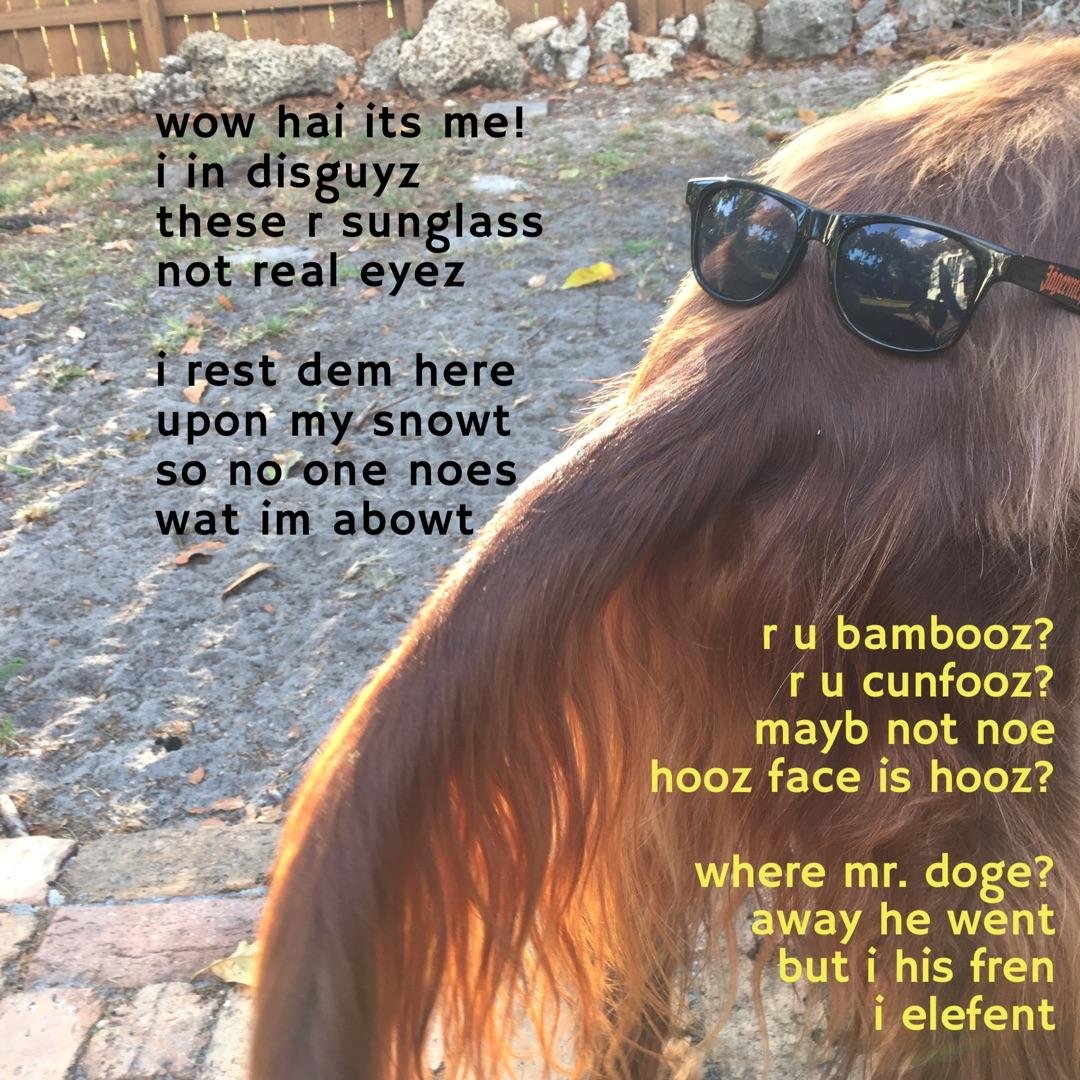 wow hai its me!
i in disguyz
these r sunglass
not real eyez
i rest dem here
upon my snowt
so no one noes
wat im abowt
r u bambooz?
r u cunfooz?
mayb not noe
hooz face is hooz?
where mr. doge?
away he went
but i his fren
i elefent